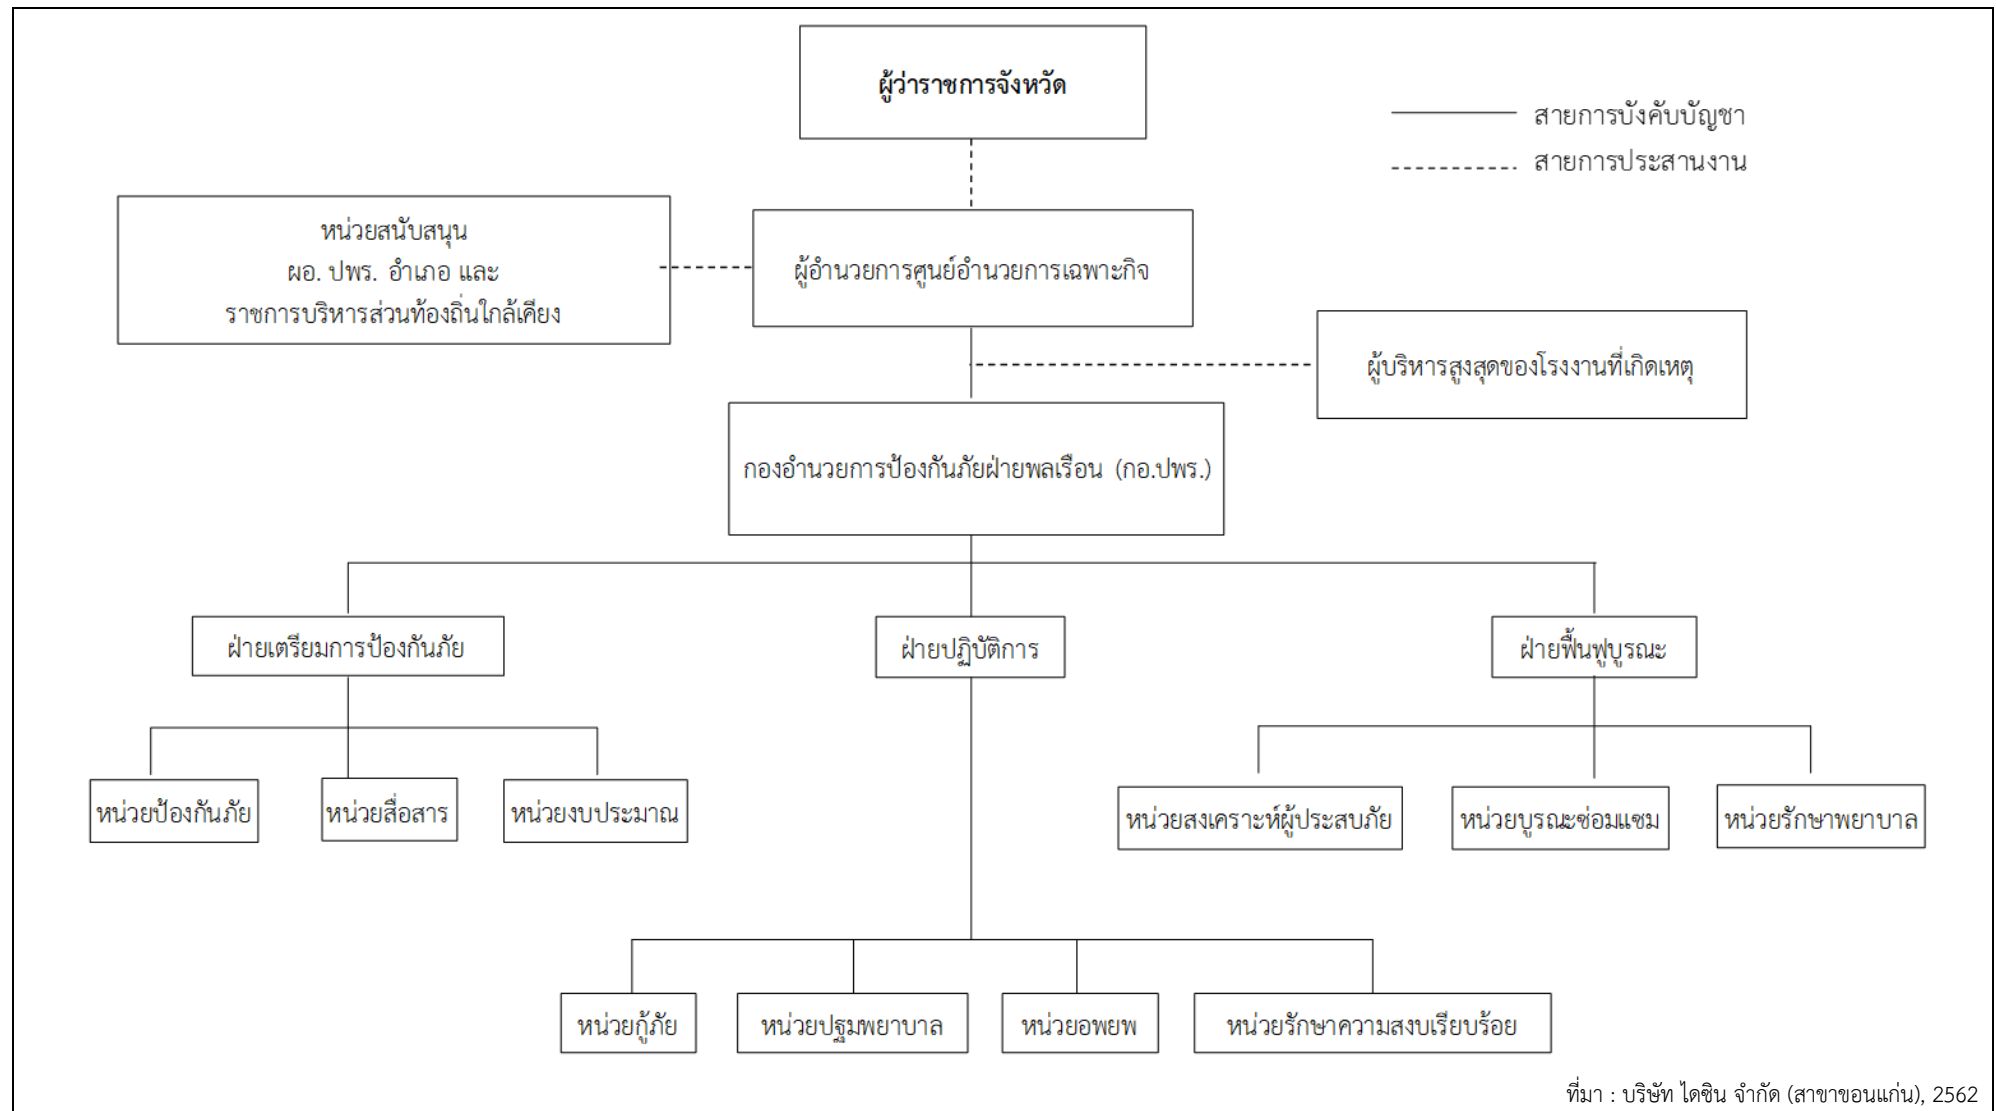 ผู้ว่าราชการจังหวัด
สายการบังคับบัญชา
สายการประสานงาน
หน่วยสนับสนุน
ผอ. ปพร. อำเภอ และ
ราชการบริหารส่วนท้องถิ่นใกล้เคียง
ผู้อำนวยการศูนย์อำนวยการเฉพาะกิจ
ผู้บริหารสูงสุดของโรงงานที่เกิดเหตุ
กองอำนวยการป้องกันภัยฝ่ายพลเรือน (กอ.ปพร.)
ฝ่ายเตรียมการป้องกันภัย
ฝ่ายปฏิบัติการ
ฝ่ายฟื้นฟูบูรณะ
หน่วยป้องกันภัย
หน่วยสื่อสาร
หน่วยงบประมาณ
หน่วยสงเคราะห์ผู้ประสบภัย
หน่วยบูรณะซ่อมแซม
หน่วยรักษาพยาบาล
หน่วยกู้ภัย
หน่วยปฐมพยาบาล
หน่วยอพยพ
หน่วยรักษาความสงบเรียบร้อย
ที่มา : บริษัท ไดซิน จำกัด (สาขาขอนแก่น), 2562